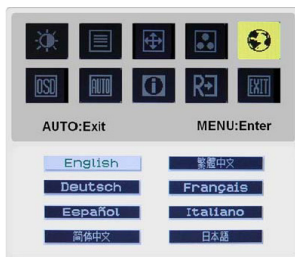 OSD AUTO R EXIT
AUTO:Exit MENU:Enter
English 繁體中文
Deutsch Français
Español Italiano
简体中文 日本語